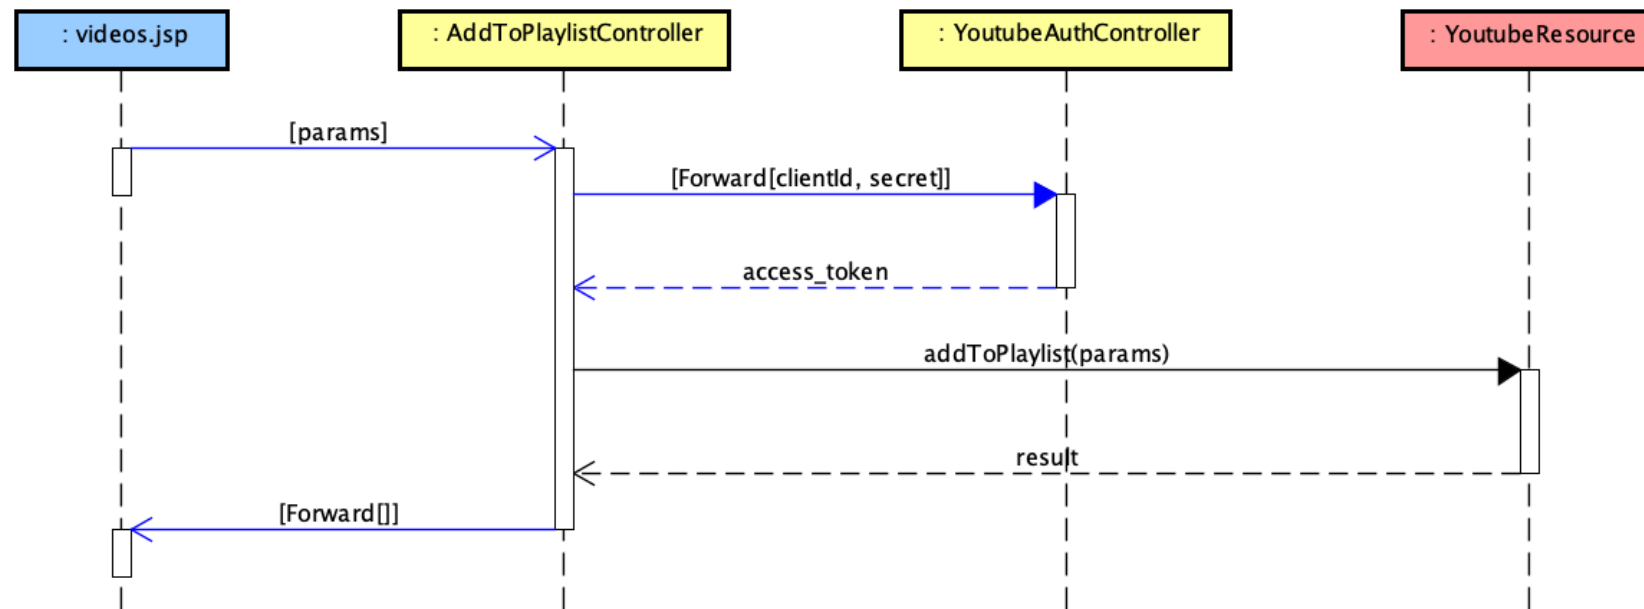 : videos.jsp
: AddToPlaylistController
: YoutubeAuthController
: YoutubeResource
[params]
[Forward[clientId, secret]]
access_token
addToPlaylist(params)
result
[Forward[]]